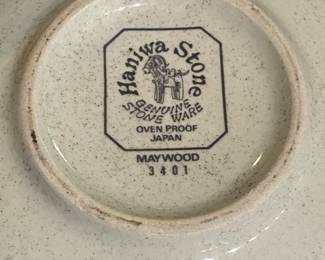 Haniwa Stone
GENUINE
STONE WARE
OVEN PROOF
JAPAN
MAYWOOD
3401